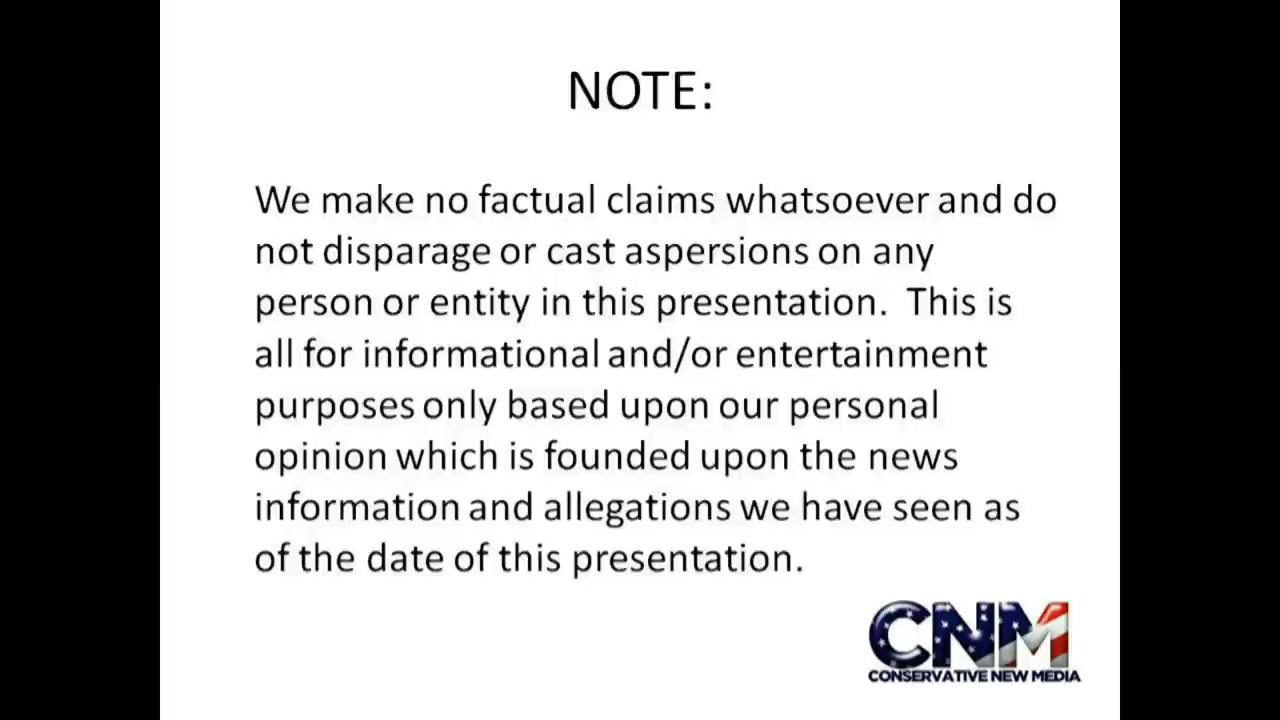 NOTE:
We make no factual claims whatsoever and do
not disparage or cast aspersions on any
person or entity in this presentation.  This is
all for informational and/or entertainment
purposes only based upon our personal
opinion which is founded upon the news
information and allegations we have seen as
of the date of this presentation.
CNM
CONSERVATIVE NEW MEDIA